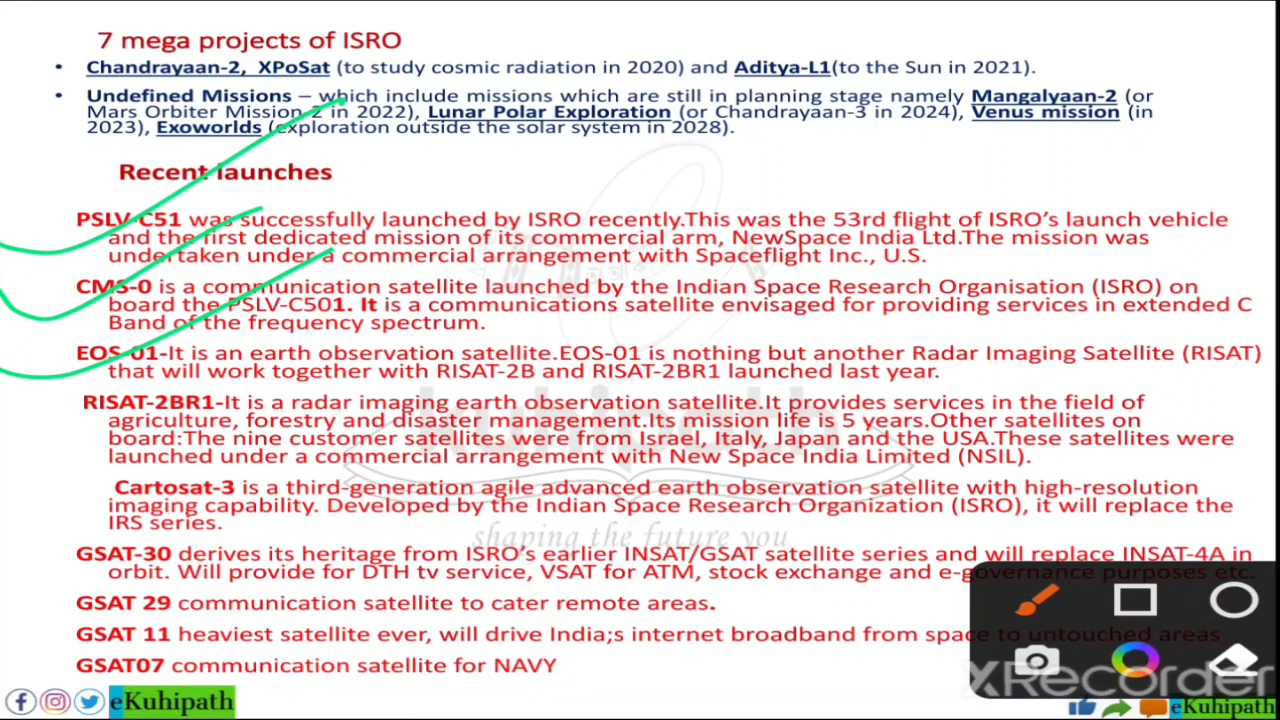 7 mega projects of ISRO
• Chandrayaan-2, XPoSat (to study cosmic radiation in 2020) and Aditya-L1(to the Sun in 2021).
• Undefined Missions – which include missions which are still in planning stage namely Mangalyaan-2 (or
Mars Orbiter Mission-2 in 2022), Lunar Polar Exploration (or Chandrayaan-3 in 2024), Venus mission (in
2023), Exoworlds (exploration outside the solar system in 2028).
Recent launches
PSLV-C51 was successfully launched by ISRO recently.This was the 53rd flight of ISRO's launch vehicle
and the first dedicated mission of its commercial arm, NewSpace India Ltd.The mission was
undertaken under a commercial arrangement with Spaceflight Inc., U.S.
CMS-0 is a communication satellite launched by the Indian Space Research Organisation (ISRO) on
board the PSLV-C501. It is a communications satellite envisaged for providing services in extended C
Band of the frequency spectrum.
EOS-01-It is an earth observation satellite.EOS-01 is nothing but another Radar Imaging Satellite (RISAT)
that will work together with RISAT-2B and RISAT-2BR1 launched last year.
RISAT-2BR1-It is a radar imaging earth observation satellite.It provides services in the field of
agriculture, forestry and disaster management.Its mission life is 5 years.Other satellites on
board:The nine customer satellites were from Israel, Italy, Japan and the USA.These satellites were
launched under a commercial arrangement with New Space India Limited (NSIL).
Cartosat-3 is a third-generation agile advanced earth observation satellite with high-resolution
imaging capability. Developed by the Indian Space Research Organization (ISRO), it will replace the
IRS series.
shaping the future you
GSAT-30 derives its heritage from ISRO's earlier INSAT/GSAT satellite series and will replace INSAT-4A in
orbit. Will provide for DTH tv service, VSAT for ATM, stock exchange and e-governance purposes etc.
GSAT 29 communication satellite to cater remote areas.
GSAT 11 heaviest satellite ever, will drive India;s internet broadband from space to untouched areas
GSAT07 communication satellite for NAVY
kuhipath
XRecorder
eKuhipath
eKuhipath